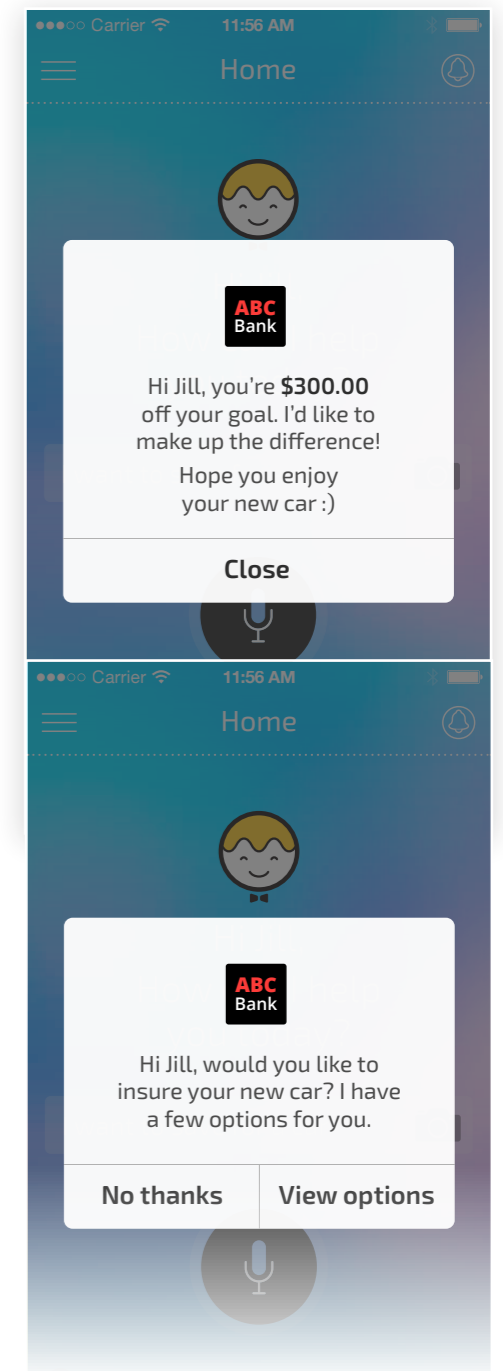 Carrier 11:56 AM
Home
ABC
Bank
Hi Jill, you're $300.00
off your goal. I'd like to
make up the difference!
Hope you enjoy
your new car :)
Close
Carrier 11:56 AM
Home
ABC
Bank
Hi Jill, would you like to
insure your new car? I have
a few options for you.
No thanks View options